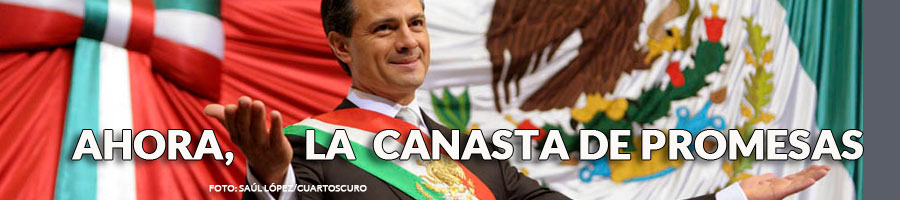 AHORA, LA CANASTA DE PROMESAS
FOTO: SAÚL LÓPEZ/CUARTOSCURO